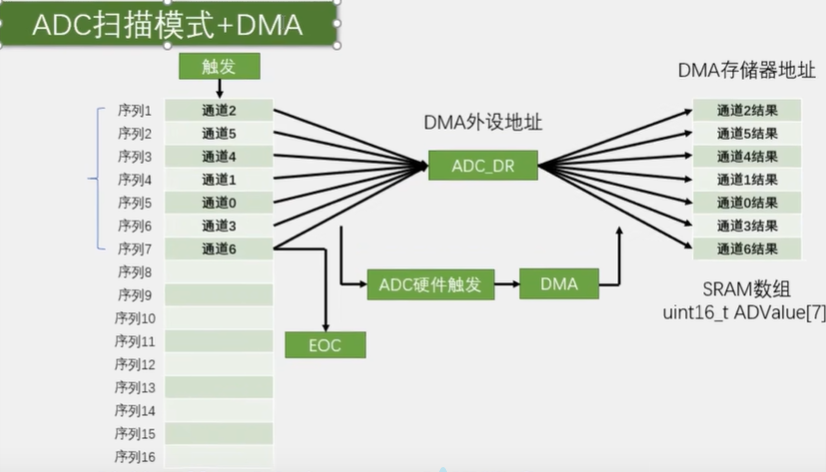 ADC扫描模式+DMA
触发
DMA存储器地址
序列1 通道2 通道2结果
DMA外设地址
序列2 通道5 通道5结果
序列3 通道4 ADC_DR 通道4结果
序列4 通道1 通道1结果
序列5 通道0 通道0结果
序列6 通道3 通道3结果
序列7 通道6 通道6结果
序列8
ADC硬件触发 DMA
SRAM数组
序列9
uint16_t ADValue[7]
序列10
序列11
EOC
序列12
序列13
序列14
序列15
序列16